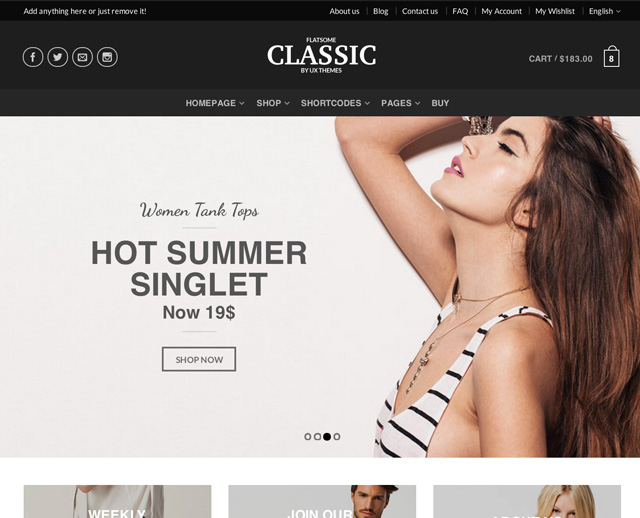 Add anything here or just remove it!
About us
Blog
Contact us
FAQ
My Account
My Wishlist
English
FLATSOME
CLASSIC
BY UX THEMES
CART / $183.00
8
HOMEPAGE
SHOP
SHORTCODES
PAGES
BUY
Women Tank Tops
HOT SUMMER
SINGLET
Now 19$
SHOP NOW
WEEKLY
JOIN OUR